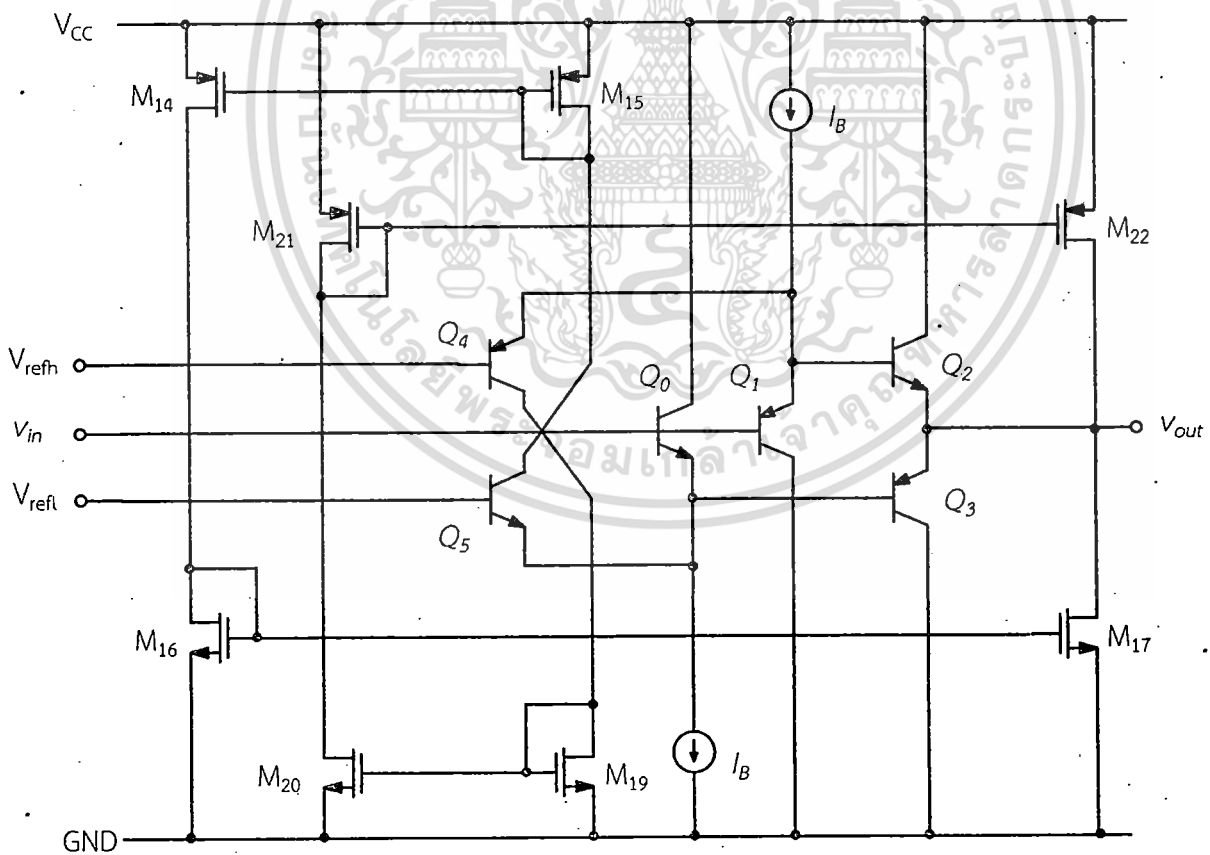 V_CC
M_14
M_15
I_B
M_21
M_22
Q_4
V_refh
Q_0
Q_1
Q_2
v_in
v_out
V_refl
Q_5
Q_3
M_16
M_17
I_B
M_20
M_19
GND